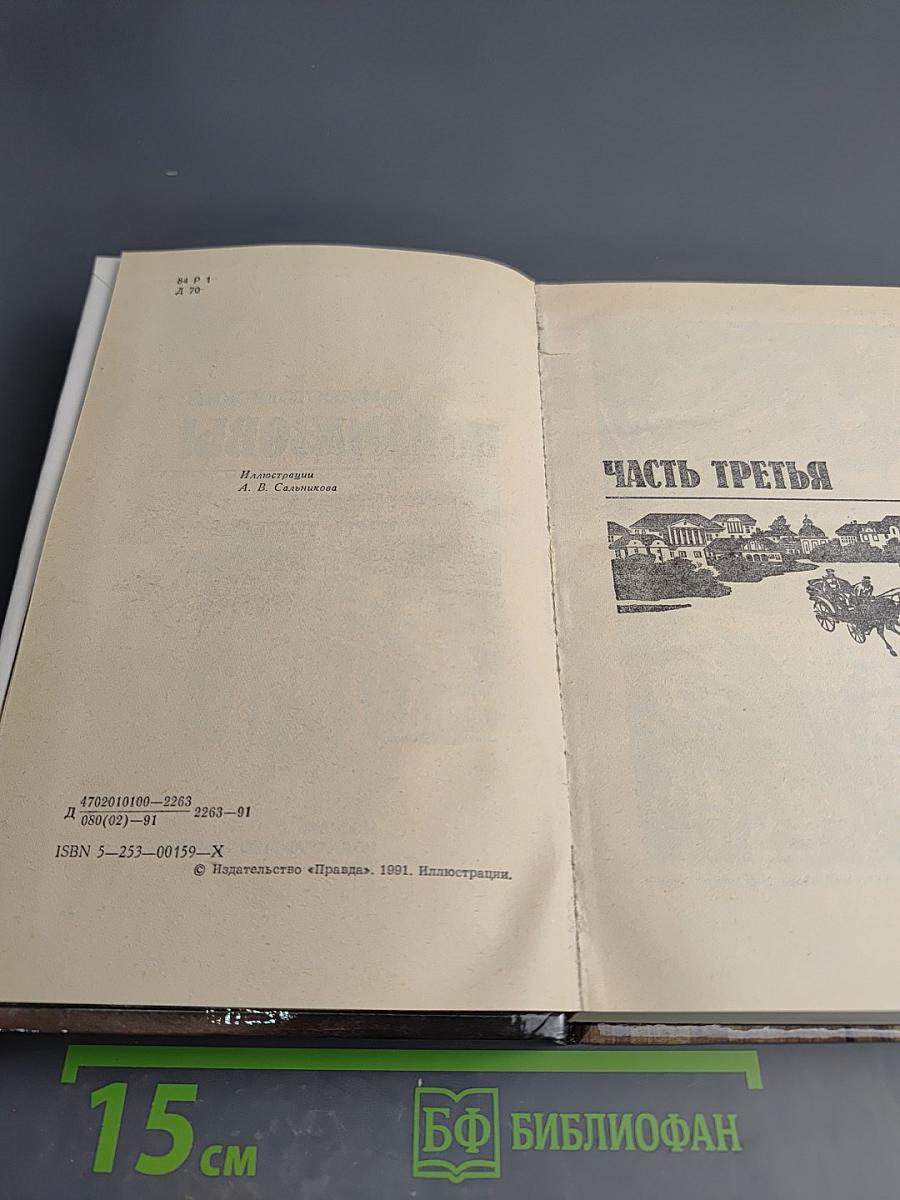 84 Р 1
Д 70
Иллюстрации
А. В. Сальникова
Д 4702010100—2263 2263—91
080(02)—91
ISBN 5—253—00159—X
© Издательство «Правда». 1991. Иллюстрации.
ЧАСТЬ ТРЕТЬЯ
15 см
БФ БИБЛИОФАН